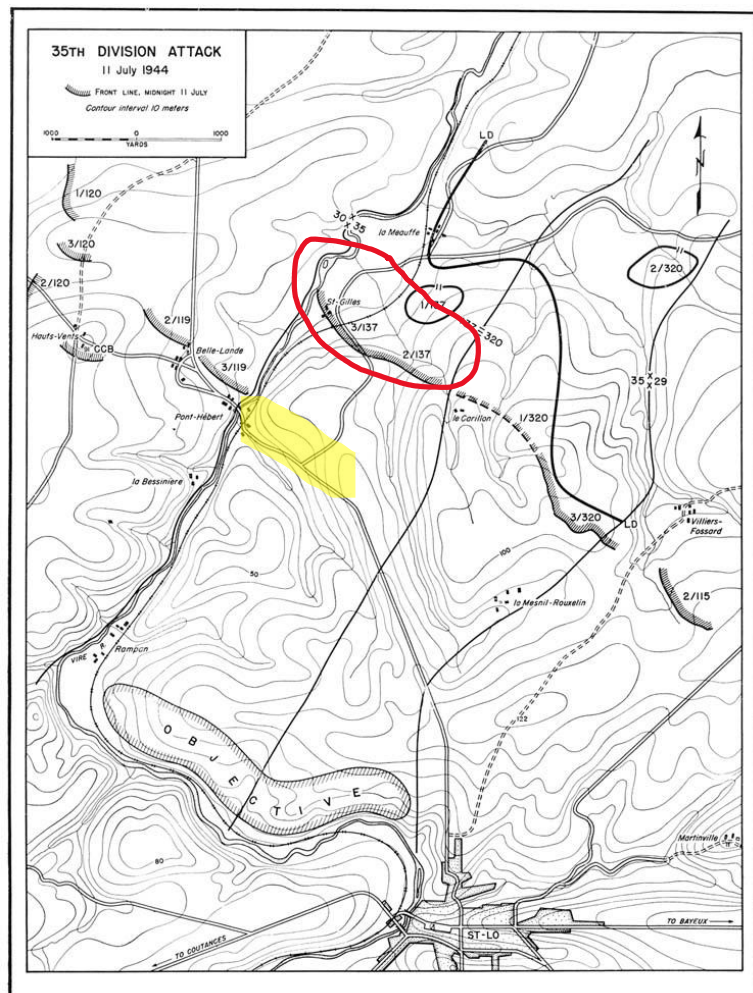 35TH DIVISION ATTACK
11 July 1944
FRONT LINE, MIDNIGHT 11 JULY
Contour interval 10 meters
1000 0 1000
YARDS
LD
N
1/120
30 x 35
la Meauffe
3/120
II
2/320
2/120
II
1/137
St-Gilles
2/119
3/137
37=320
Hauts-Vents
CCB
Belle-Lande
3/119
2/137
35 x x 29
Pont-Hébert
le Carillon
1/320
la Bessiniere
3/320
LD
Villiers-Fossard
100
50
la Mesnil-Rouxelin
2/115
VIRE R.
Rampan
122
OBJECTIVE
Martinville
80
TO BAYEUX
ST-LO
TO COUTANCES